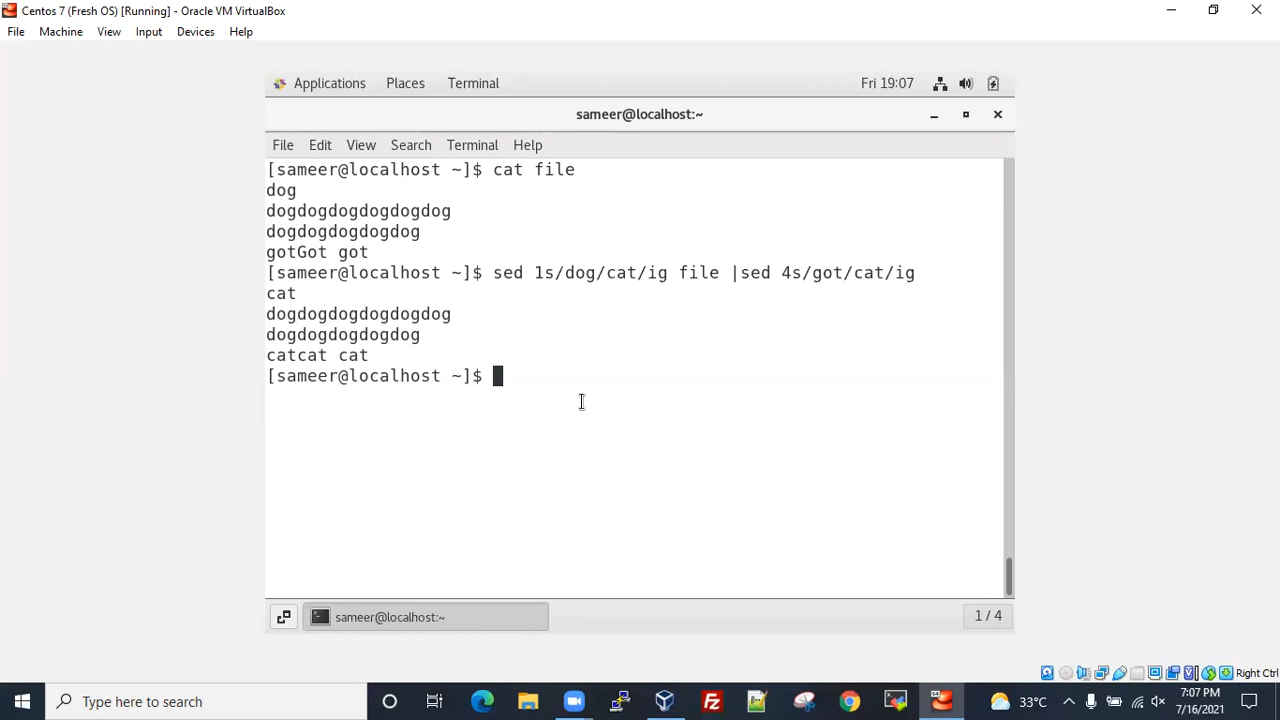 Centos 7 (Fresh OS) [Running] - Oracle VM VirtualBox
File Machine View Input Devices Help
Applications Places Terminal Fri 19:07
sameer@localhost:~
File Edit View Search Terminal Help
[sameer@localhost ~]$ cat file
dog
dogdogdogdogdogdog
dogdogdogdogdog
gotGot got
[sameer@localhost ~]$ sed 1s/dog/cat/ig file |sed 4s/got/cat/ig
cat
dogdogdogdogdogdog
dogdogdogdogdog
catcat cat
[sameer@localhost ~]$
sameer@localhost:~ 1 / 4
Right Ctrl
Type here to search 33°C 7:07 PM
7/16/2021